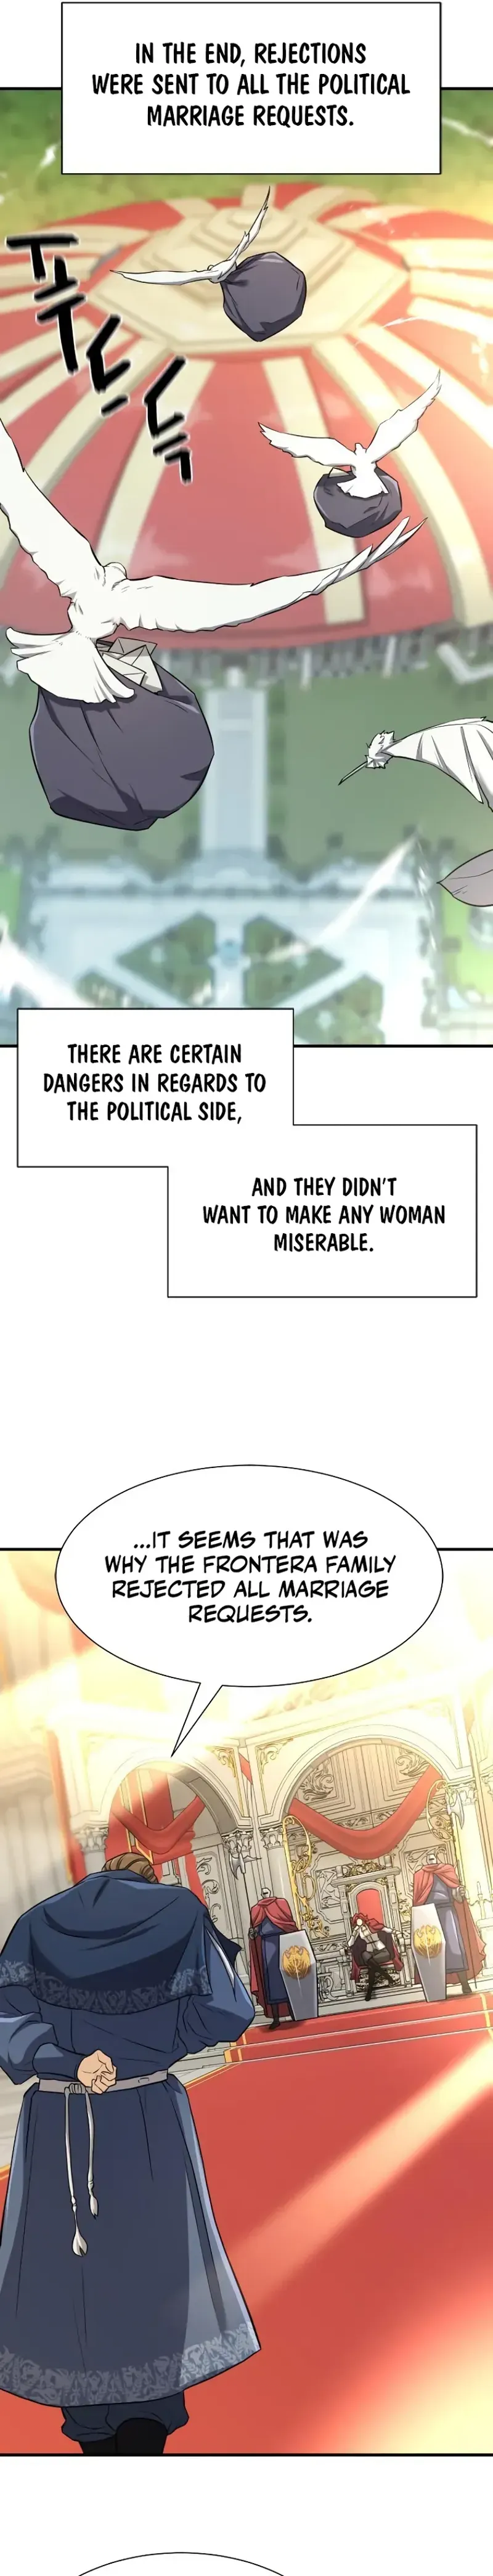 IN THE END, REJECTIONS
WERE SENT TO ALL THE POLITICAL
MARRIAGE REQUESTS.
THERE ARE CERTAIN
DANGERS IN REGARDS TO
THE POLITICAL SIDE,
AND THEY DIDN'T
WANT TO MAKE ANY WOMAN
MISERABLE.
...IT SEEMS THAT WAS
WHY THE FRONTERA FAMILY
REJECTED ALL MARRIAGE
REQUESTS.